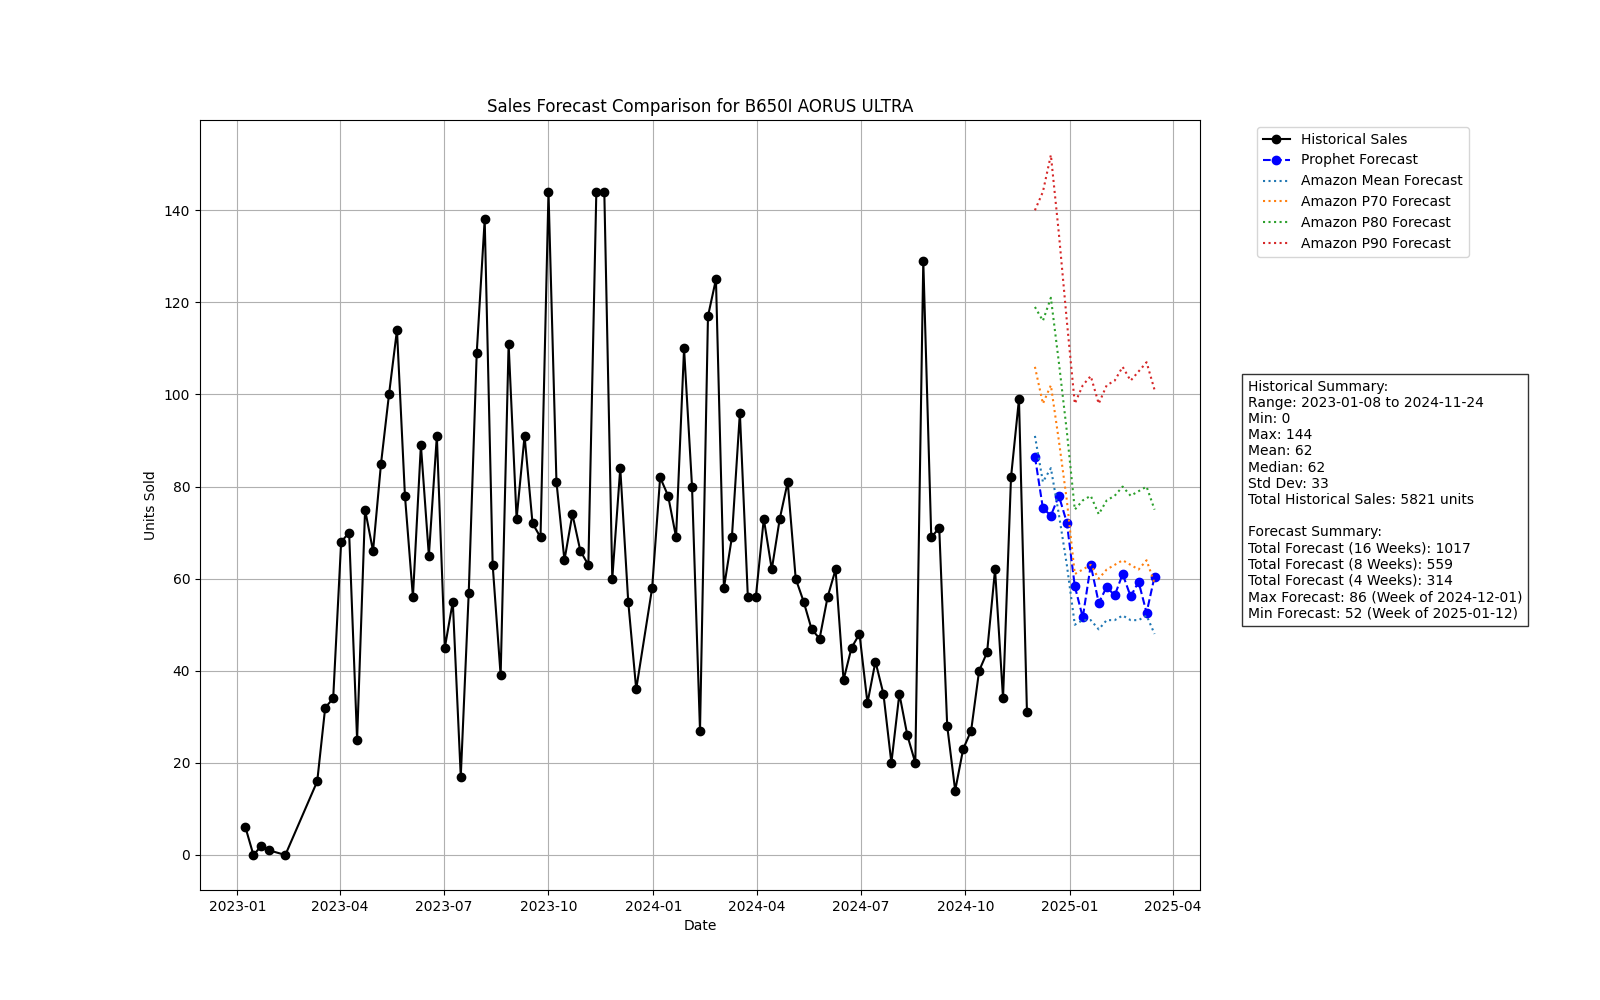 Sales Forecast Comparison for B650I AORUS ULTRA
Historical Sales
Prophet Forecast
Amazon Mean Forecast
Amazon P70 Forecast
Amazon P80 Forecast
Amazon P90 Forecast
140
120
100
80
60
40
20
0
Units Sold
Historical Summary:
Range: 2023-01-08 to 2024-11-24
Min: 0
Max: 144
Mean: 62
Median: 62
Std Dev: 33
Total Historical Sales: 5821 units
Forecast Summary:
Total Forecast (16 Weeks): 1017
Total Forecast (8 Weeks): 559
Total Forecast (4 Weeks): 314
Max Forecast: 86 (Week of 2024-12-01)
Min Forecast: 52 (Week of 2025-01-12)
2023-01 2023-04 2023-07 2023-10 2024-01 2024-04 2024-07 2024-10 2025-01 2025-04
Date